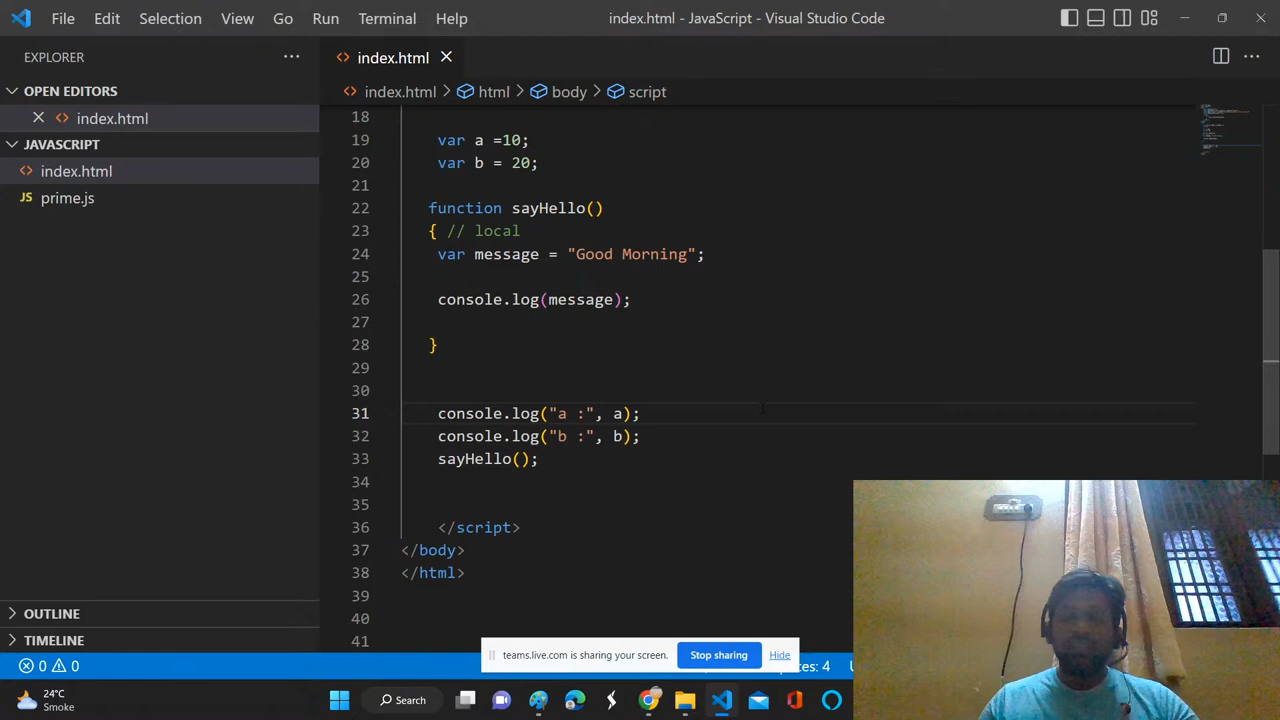 File Edit Selection View Go Run Terminal Help
index.html - JavaScript - Visual Studio Code
EXPLORER
OPEN EDITORS
index.html
JAVASCRIPT
index.html
JS prime.js
OUTLINE
TIMELINE
index.html
index.html > html > body > script
18
19 var a =10;
20 var b = 20;
21
22 function sayHello()
23 { // local
24 var message = "Good Morning";
25
26 console.log(message);
27
28 }
29
30
31 console.log("a :", a);
32 console.log("b :", b);
33 sayHello();
34
35
36 </script>
37 </body>
38 </html>
39
40
41
teams.live.com is sharing your screen. Stop sharing Hide
0 0
: 4
24°C
Smoke
Search